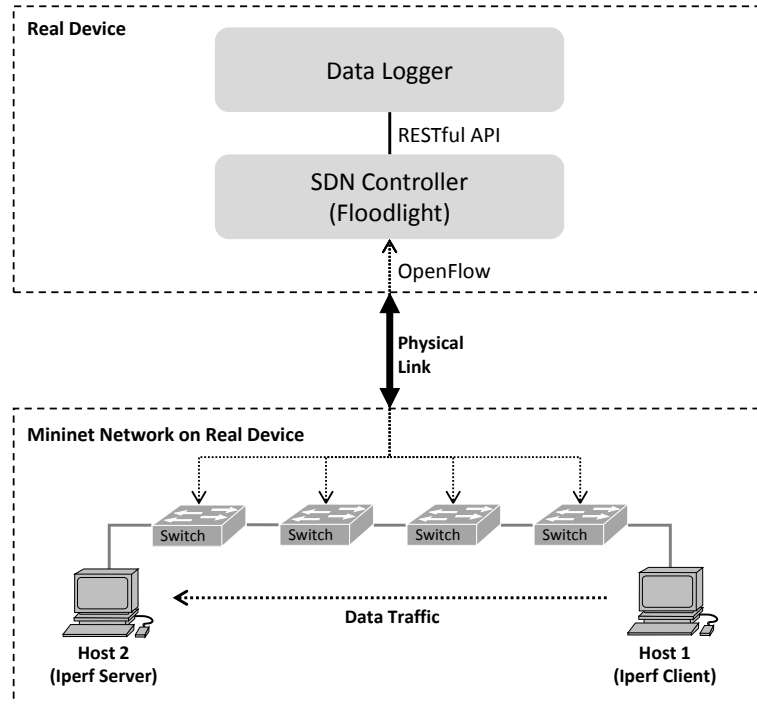 Real Device
Data Logger
RESTful API
SDN Controller
(Floodlight)
OpenFlow
Physical
Link
Mininet Network on Real Device
Switch
Switch
Switch
Switch
Data Traffic
Host 2
(Iperf Server)
Host 1
(Iperf Client)